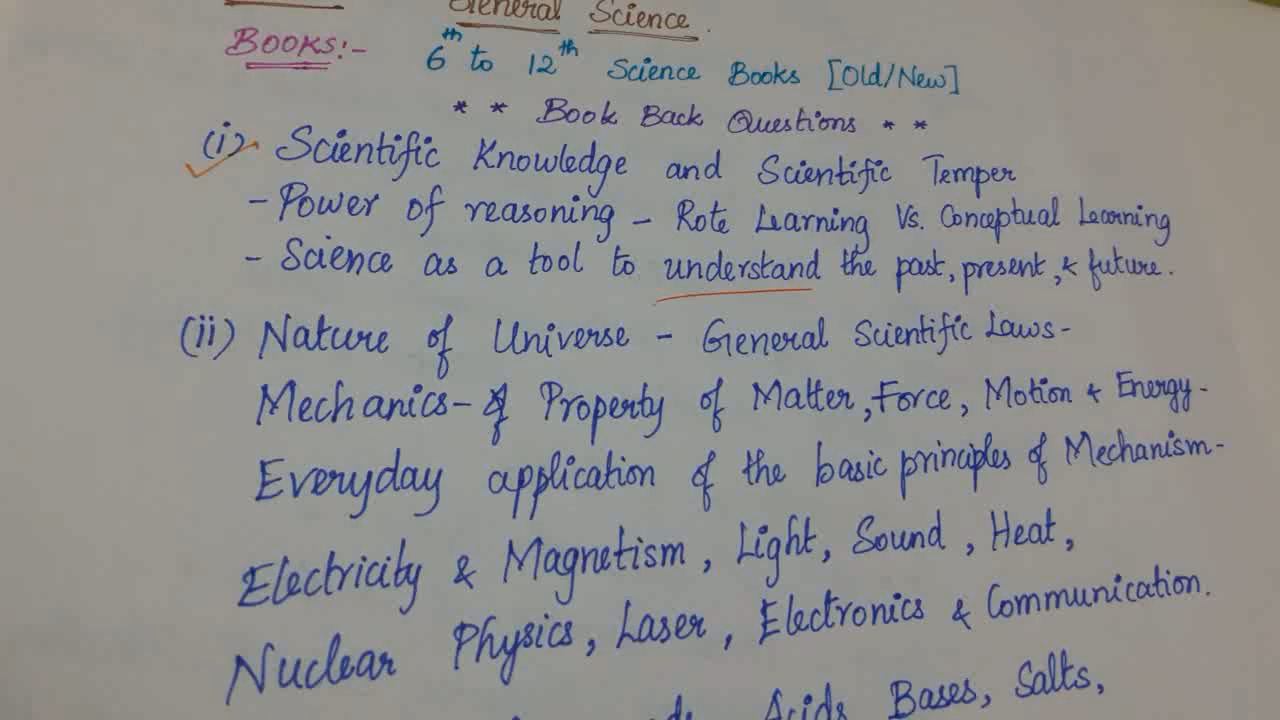 General Science.
BOOKS:- 6th to 12th Science Books [Old/New]
* * Book Back Questions * *
(i) Scientific Knowledge and Scientific Temper
- Power of reasoning - Rote Learning Vs. Conceptual Learning
- Science as a tool to understand the past, present, & future.
(ii) Nature of Universe - General Scientific Laws-
Mechanics- Property of Matter, Force, Motion & Energy-
Everyday application of the basic principles of Mechanism-
Electricity & Magnetism, Light, Sound, Heat,
Nuclear Physics, Laser, Electronics & Communication.
Acids Bases, Salts,